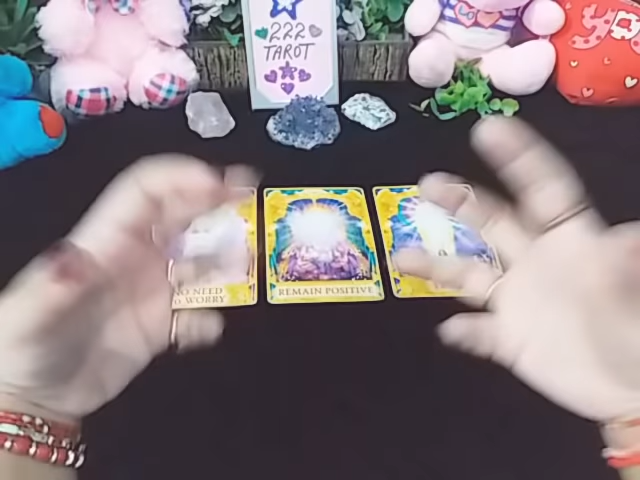 222
TAROT
NO NEED
TO WORRY
REMAIN POSITIVE